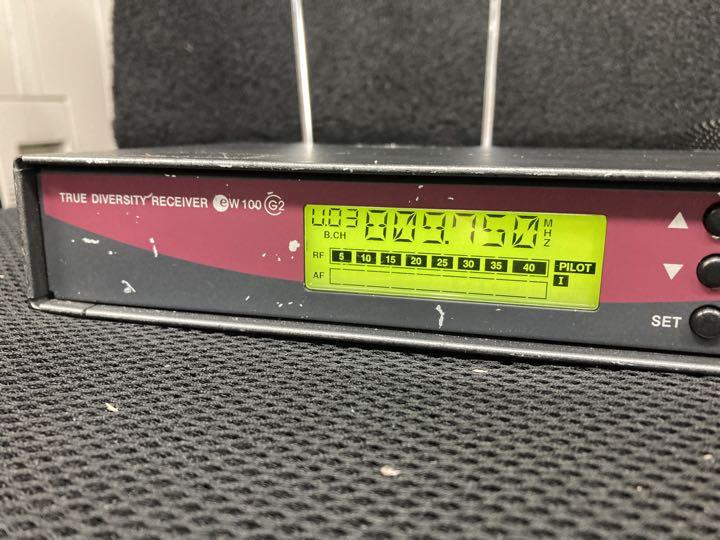 TRUE DIVERSITY RECEIVER eW 100 G2
U.03 803.750 MHZ
B.CH
RF 5 10 15 20 25 30 35 40 PILOT
AF I
SET